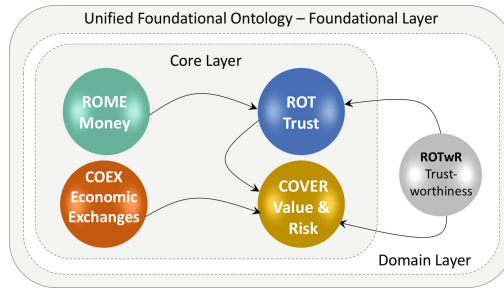 Unified Foundational Ontology – Foundational Layer
Core Layer
ROME
Money
ROT
Trust
COEX
Economic
Exchanges
COVER
Value &
Risk
ROTwR
Trust-
worthiness
Domain Layer